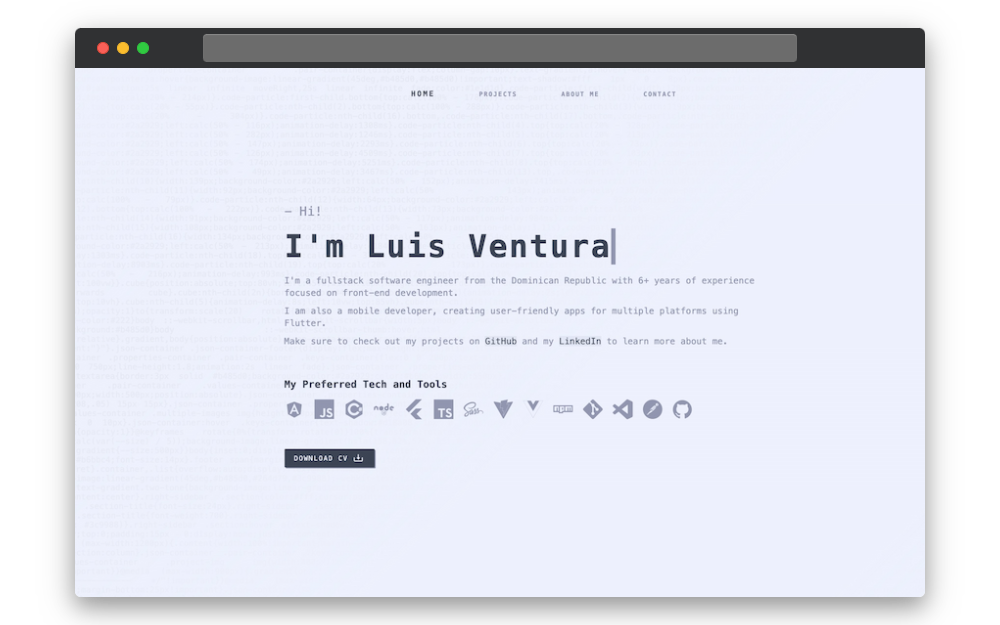 HOME PROJECTS ABOUT ME CONTACT
— Hi!
I'm Luis Ventura
I'm a fullstack software engineer from the Dominican Republic with 6+ years of experience
focused on front-end development.
I am also a mobile developer, creating user-friendly apps for multiple platforms using
Flutter.
Make sure to check out my projects on GitHub and my LinkedIn to learn more about me.
My Preferred Tech and Tools
A JS C node TS Sass npm
DOWNLOAD CV